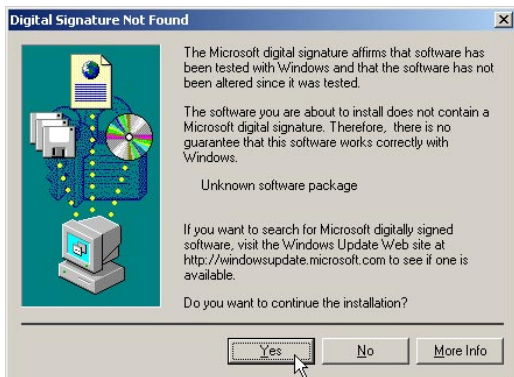 Digital Signature Not Found
The Microsoft digital signature affirms that software has
been tested with Windows and that the software has not
been altered since it was tested.
The software you are about to install does not contain a
Microsoft digital signature. Therefore,  there is no
guarantee that this software works correctly with
Windows.
Unknown software package
If you want to search for Microsoft digitally signed
software, visit the Windows Update Web site at
http://windowsupdate.microsoft.com to see if one is
available.
Do you want to continue the installation?
Yes No More Info